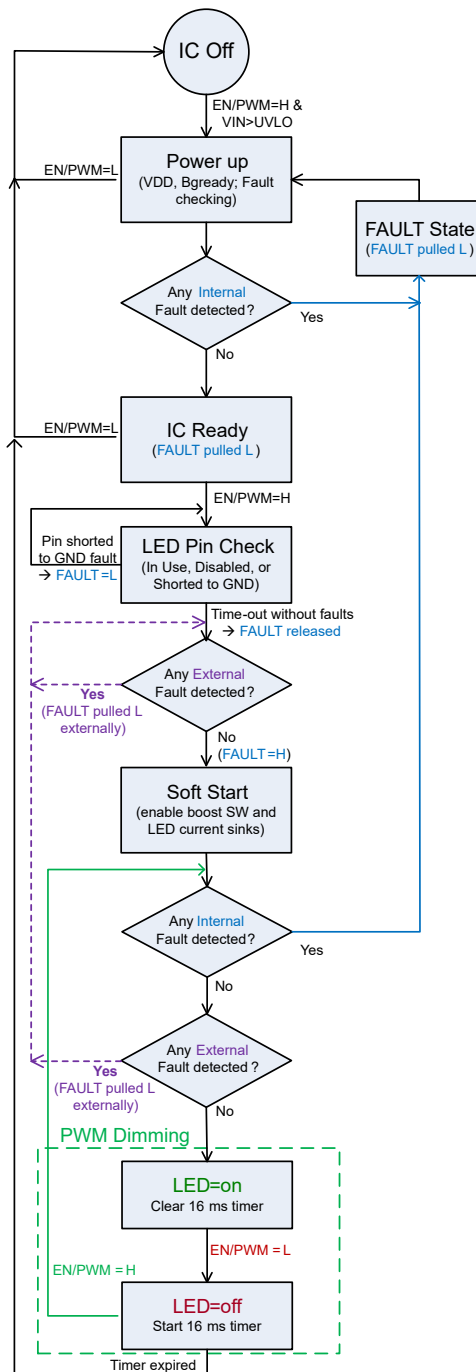 IC Off
EN/PWM=H &
VIN>UVLO
EN/PWM=L
Power up
(VDD, Bgready; Fault
checking)
FAULT State
(FAULT pulled L)
Any Internal
Fault detected?
Yes
No
EN/PWM=L
IC Ready
(FAULT pulled L)
EN/PWM=H
Pin shorted
to GND fault
→ FAULT=L
LED Pin Check
(In Use, Disabled, or
Shorted to GND)
Time-out without faults
→ FAULT released
Any External
Fault detected?
Yes
(FAULT pulled L
externally)
No
(FAULT=H)
Soft Start
(enable boost SW and
LED current sinks)
Any Internal
Fault detected?
Yes
No
Any External
Fault detected ?
Yes
(FAULT pulled L
externally)
No
PWM Dimming
LED=on
Clear 16 ms timer
EN/PWM = L
EN/PWM = H
LED=off
Start 16 ms timer
Timer expired